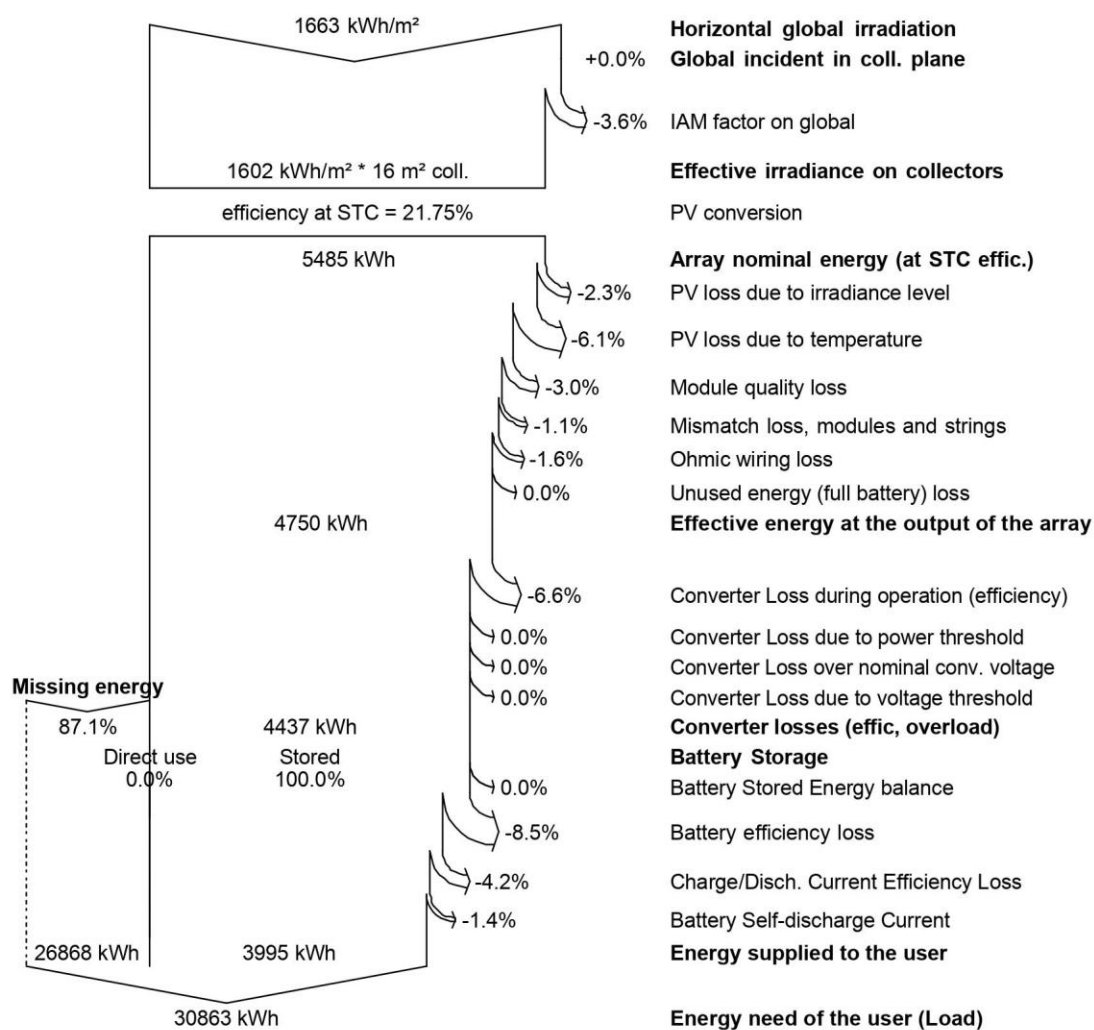 1663 kWh/m² Horizontal global irradiation
+0.0% Global incident in coll. plane
-3.6% IAM factor on global
1602 kWh/m² * 16 m² coll. Effective irradiance on collectors
efficiency at STC = 21.75% PV conversion
5485 kWh Array nominal energy (at STC effic.)
-2.3% PV loss due to irradiance level
-6.1% PV loss due to temperature
-3.0% Module quality loss
-1.1% Mismatch loss, modules and strings
-1.6% Ohmic wiring loss
0.0% Unused energy (full battery) loss
4750 kWh Effective energy at the output of the array
-6.6% Converter Loss during operation (efficiency)
0.0% Converter Loss due to power threshold
0.0% Converter Loss over nominal conv. voltage
Missing energy 0.0% Converter Loss due to voltage threshold
87.1% 4437 kWh Converter losses (effic, overload)
Direct use Stored Battery Storage
0.0% 100.0% 0.0% Battery Stored Energy balance
-8.5% Battery efficiency loss
-4.2% Charge/Disch. Current Efficiency Loss
-1.4% Battery Self-discharge Current
26868 kWh 3995 kWh Energy supplied to the user
30863 kWh Energy need of the user (Load)